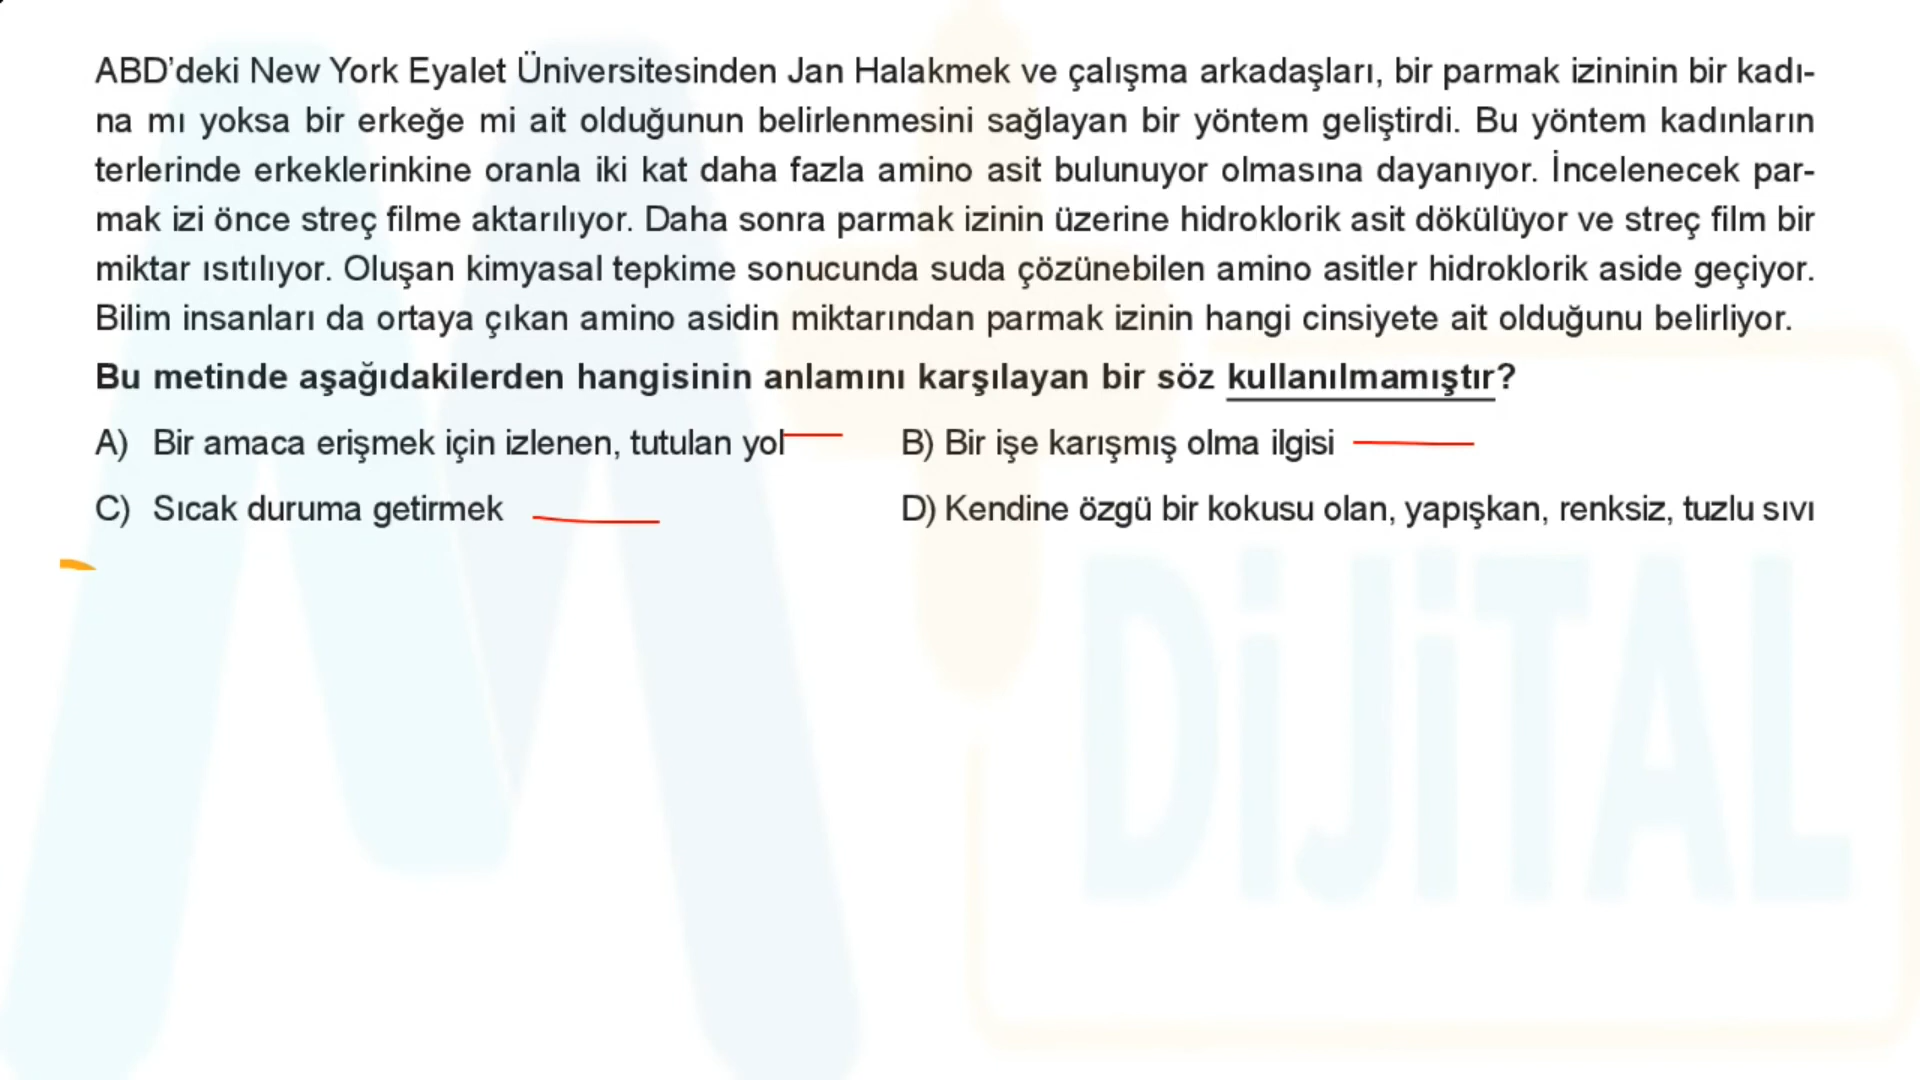 ABD’deki New York Eyalet Üniversitesinden Jan Halakmek ve çalışma arkadaşları, bir parmak izininin bir kadı-
na mı yoksa bir erkeğe mi ait olduğunun belirlenmesini sağlayan bir yöntem geliştirdi. Bu yöntem kadınların
terlerinde erkeklerinkine oranla iki kat daha fazla amino asit bulunuyor olmasına dayanıyor. İncelenecek par-
mak izi önce streç filme aktarılıyor. Daha sonra parmak izinin üzerine hidroklorik asit dökülüyor ve streç film bir
miktar ısıtılıyor. Oluşan kimyasal tepkime sonucunda suda çözünebilen amino asitler hidroklorik aside geçiyor.
Bilim insanları da ortaya çıkan amino asidin miktarından parmak izinin hangi cinsiyete ait olduğunu belirliyor.
Bu metinde aşağıdakilerden hangisinin anlamını karşılayan bir söz kullanılmamıştır?
A) Bir amaca erişmek için izlenen, tutulan yol B) Bir işe karışmış olma ilgisi
C) Sıcak duruma getirmek D) Kendine özgü bir kokusu olan, yapışkan, renksiz, tuzlu sıvı
DİJİTAL